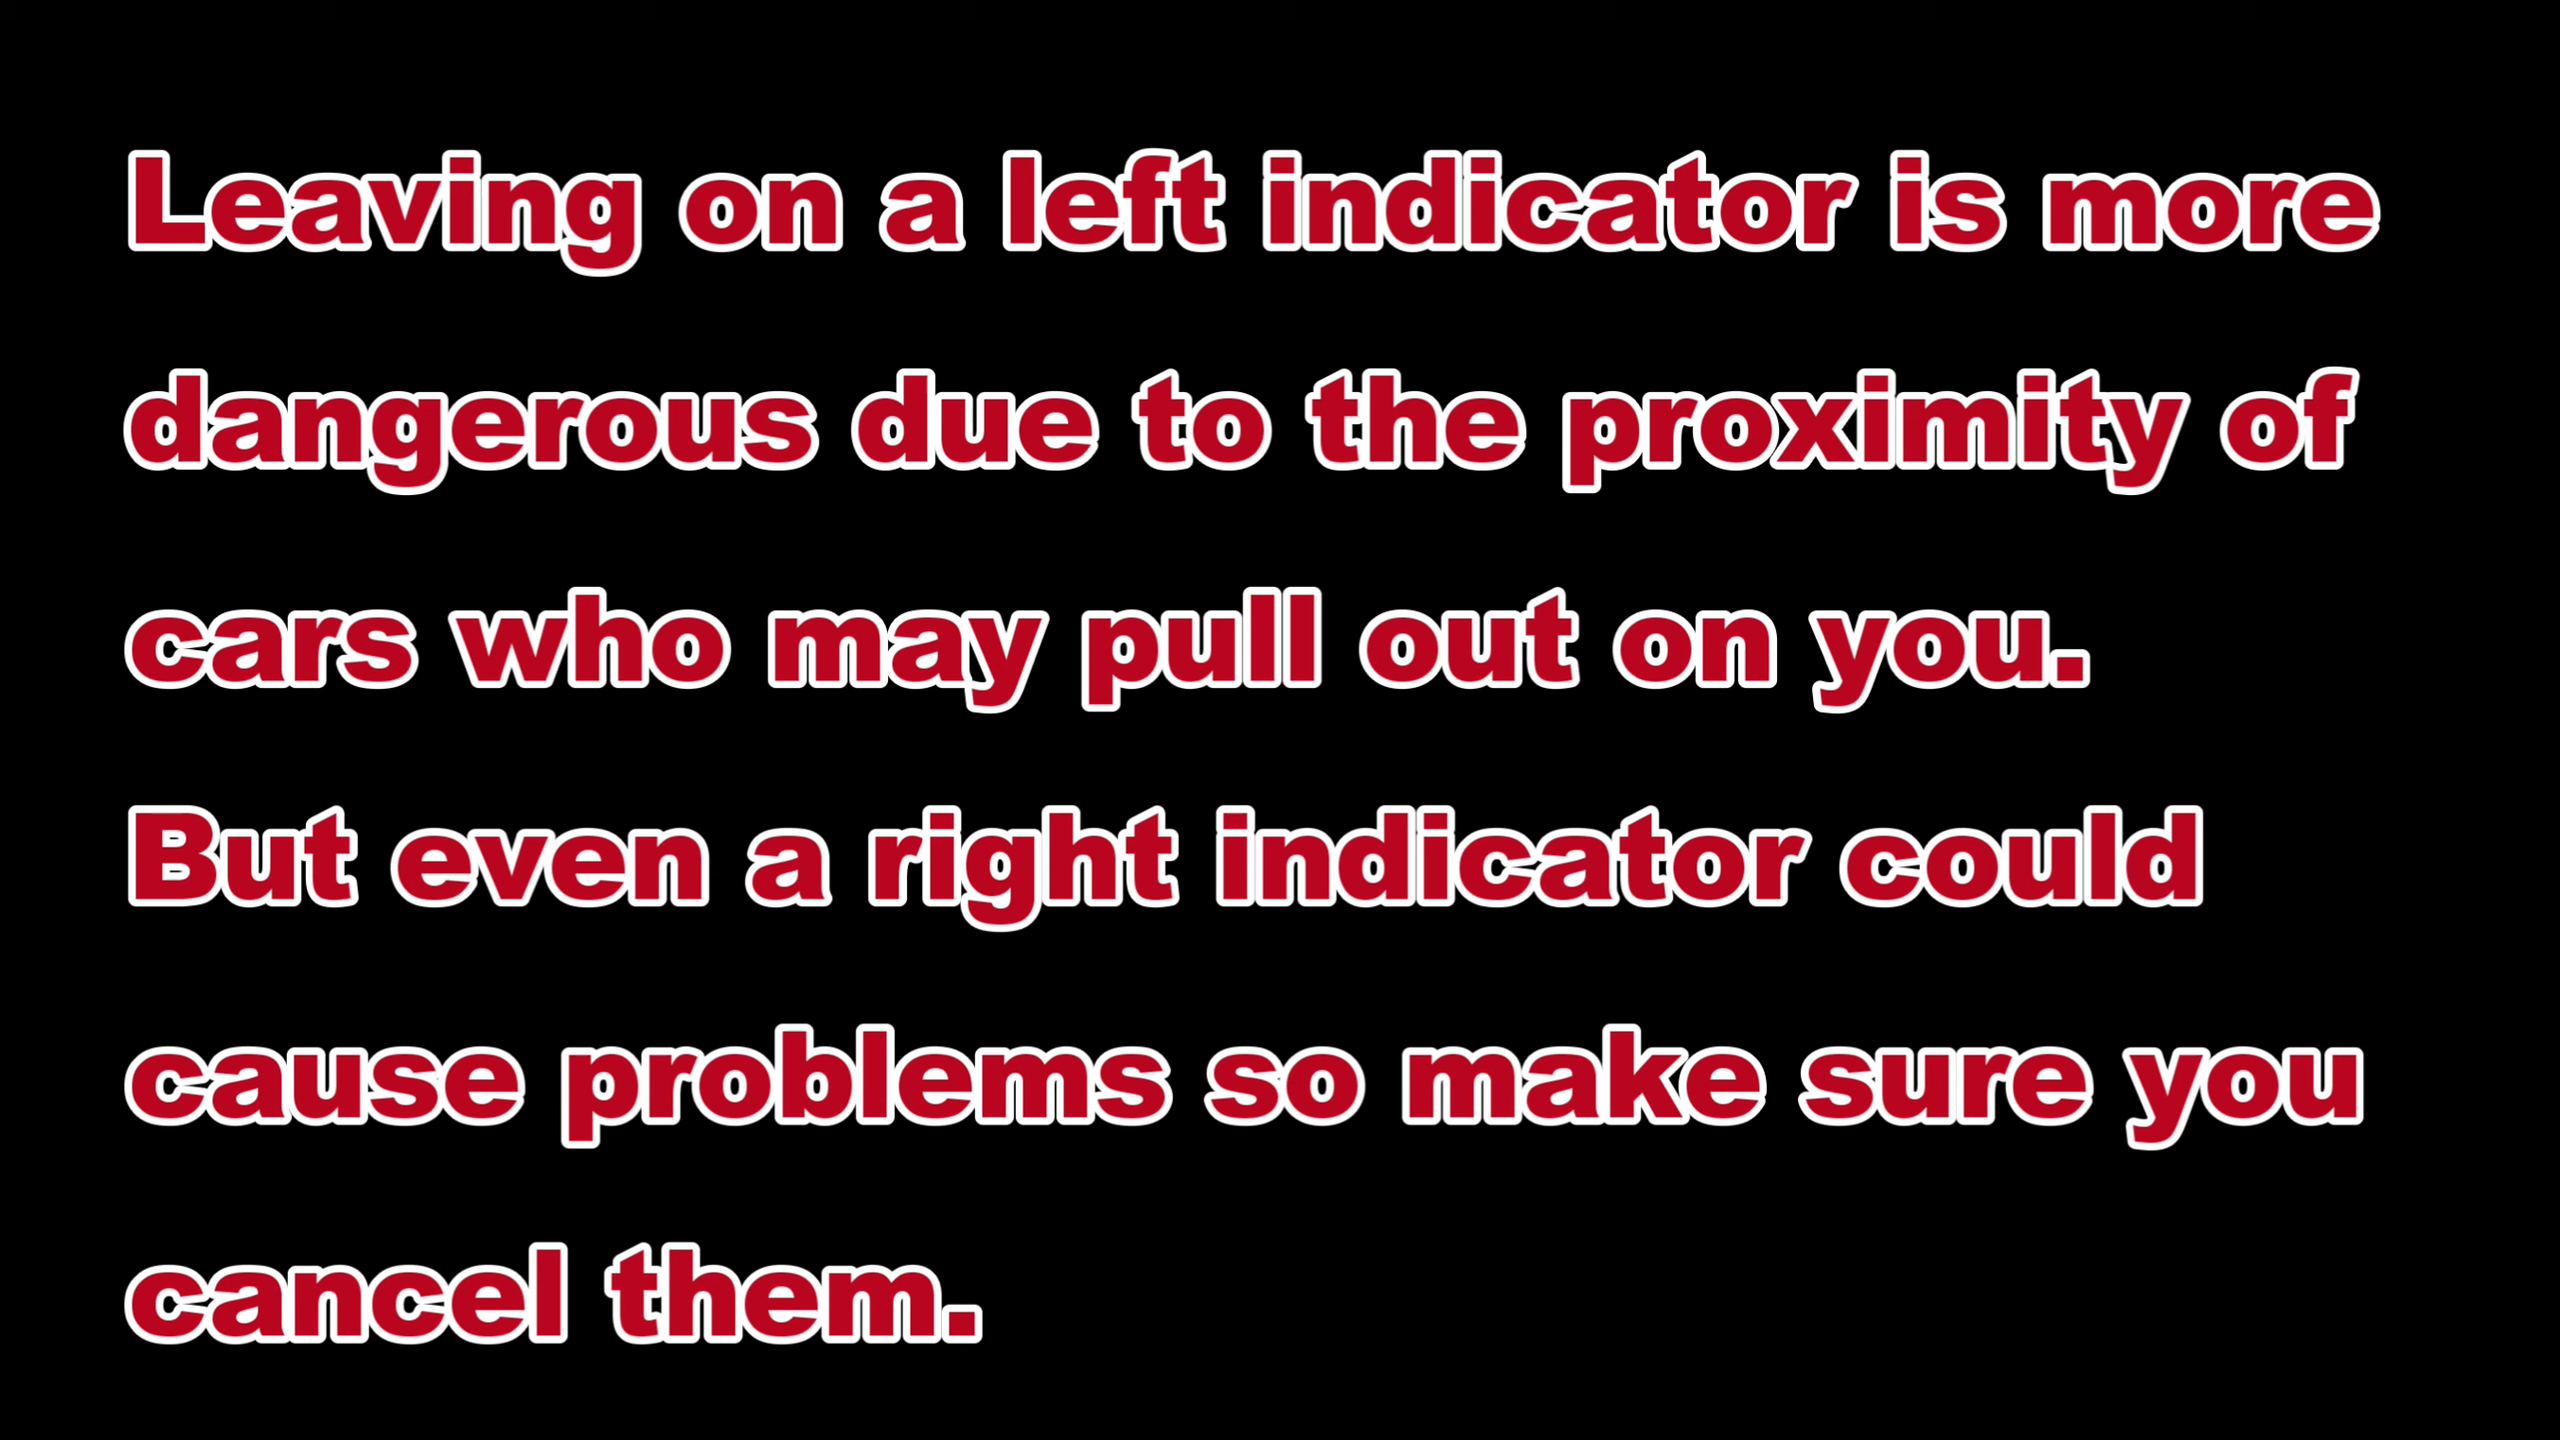 Leaving on a left indicator is more
dangerous due to the proximity of
cars who may pull out on you.
But even a right indicator could
cause problems so make sure you
cancel them.